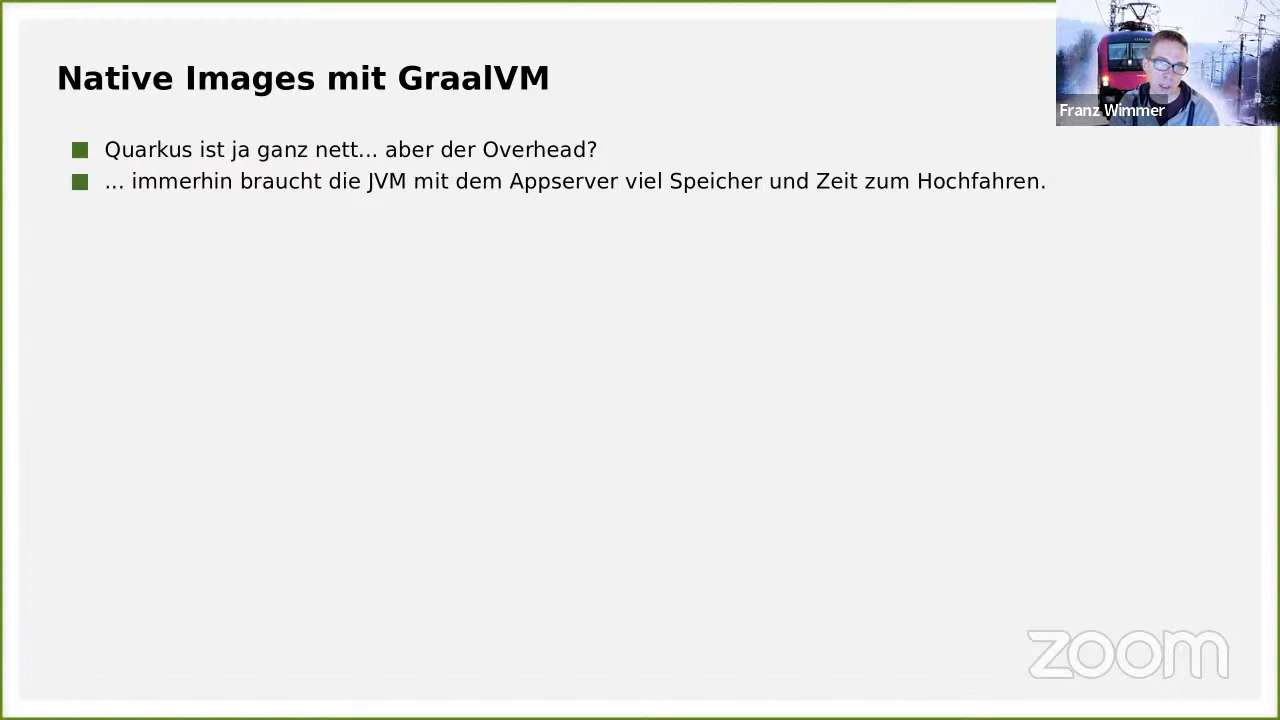 Native Images mit GraalVM
Quarkus ist ja ganz nett... aber der Overhead?
... immerhin braucht die JVM mit dem Appserver viel Speicher und Zeit zum Hochfahren.
Franz Wimmer
zoom